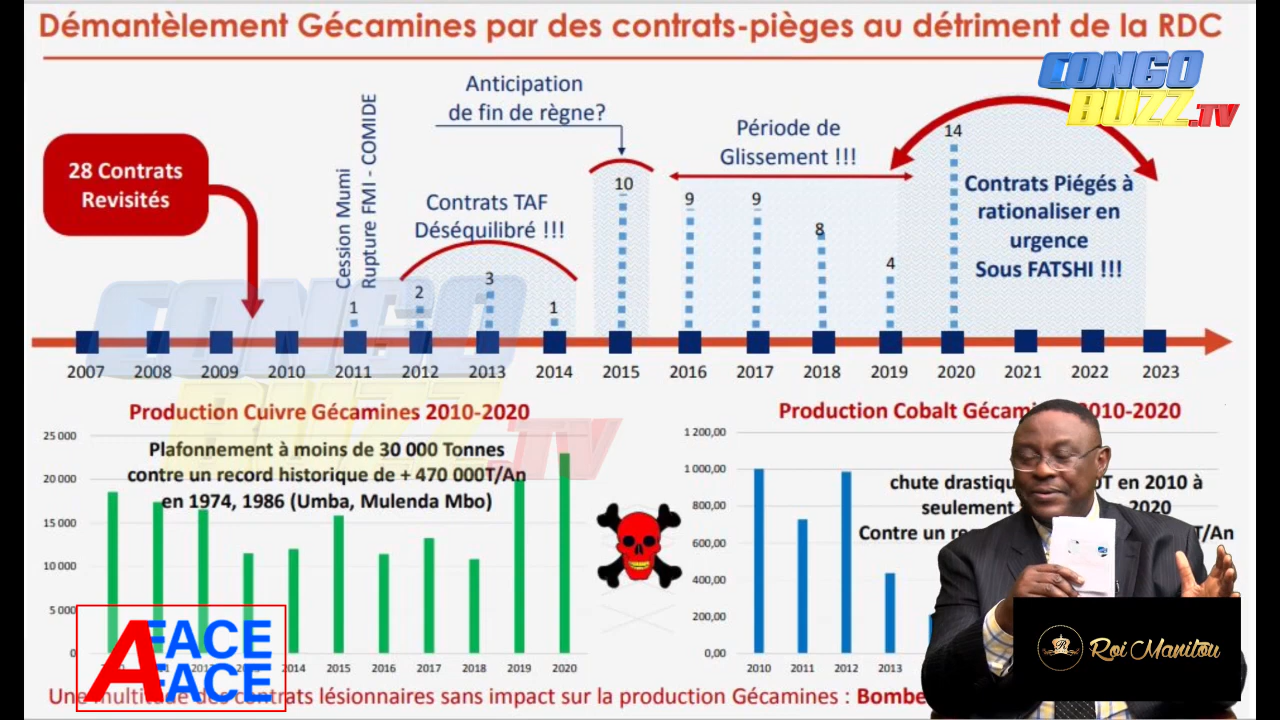 Démantèlement Gécamines par des contrats-pièges au détriment de la RDC
CONGO
BUZZ.TV
28 Contrats
Revisités
Cession Mumi
Rupture FMI - COMIDE
Anticipation
de fin de règne?
Contrats TAF
Déséquilibré !!!
Période de
Glissement !!!
Contrats Piégés à
rationaliser en
urgence
Sous FATSHI !!!
1
2
3
1
10
9
9
8
4
14
2007 2008 2009 2010 2011 2012 2013 2014 2015 2016 2017 2018 2019 2020 2021 2022 2023
CONGO
BUZZ.TV
Production Cuivre Gécamines 2010-2020
Plafonnement à moins de 30 000 Tonnes
contre un record historique de + 470 000T/An
en 1974, 1986 (Umba, Mulenda Mbo)
25 000
20 000
15 000
10 000
5 000
0
2014 2015 2016 2017 2018 2019 2020
Production Cobalt 2010-2020
chute en 2010 à
seulement 2020
Contre un T/An
1 200,00
1 000,00
800,00
600,00
400,00
200,00
0,00
2010 2011 2012 2013
A FACE
FACE
Roi Manitou
Une multitude des contrats lésionnaires sans impact sur la production Gécamines :